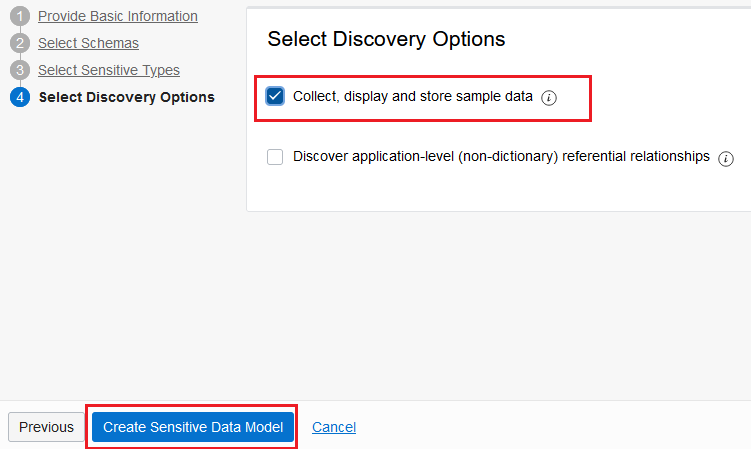 1 Provide Basic Information
2 Select Schemas
3 Select Sensitive Types
4 Select Discovery Options
Select Discovery Options
Collect, display and store sample data i
Discover application-level (non-dictionary) referential relationships i
Previous Create Sensitive Data Model Cancel